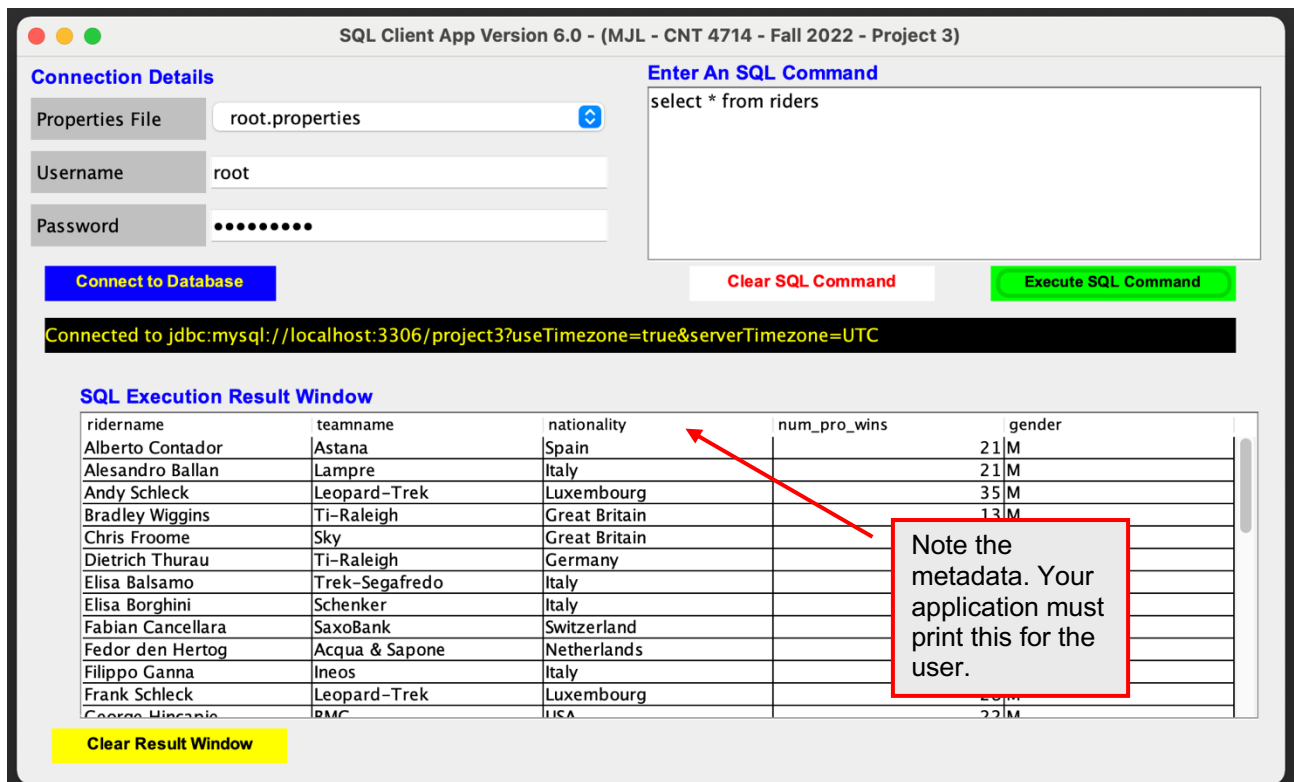 SQL Client App Version 6.0 - (MJL - CNT 4714 - Fall 2022 - Project 3)
Connection Details
Enter An SQL Command
Properties File root.properties
select * from riders
Username root
Password •••••••••
Connect to Database
Clear SQL Command
Execute SQL Command
Connected to jdbc:mysql://localhost:3306/project3?useTimezone=true&serverTimezone=UTC
SQL Execution Result Window
ridername teamname nationality num_pro_wins gender
Alberto Contador Astana Spain 21 M
Alesandro Ballan Lampre Italy 21 M
Andy Schleck Leopard-Trek Luxembourg 35 M
Bradley Wiggins Ti-Raleigh Great Britain 13 M
Chris Froome Sky Great Britain
Dietrich Thurau Ti-Raleigh Germany
Elisa Balsamo Trek-Segafredo Italy
Elisa Borghini Schenker Italy
Fabian Cancellara SaxoBank Switzerland
Fedor den Hertog Acqua & Sapone Netherlands
Filippo Ganna Ineos Italy
Frank Schleck Leopard-Trek Luxembourg M
George Hincapie BMC USA 22 M
Note the
metadata. Your
application must
print this for the
user.
Clear Result Window